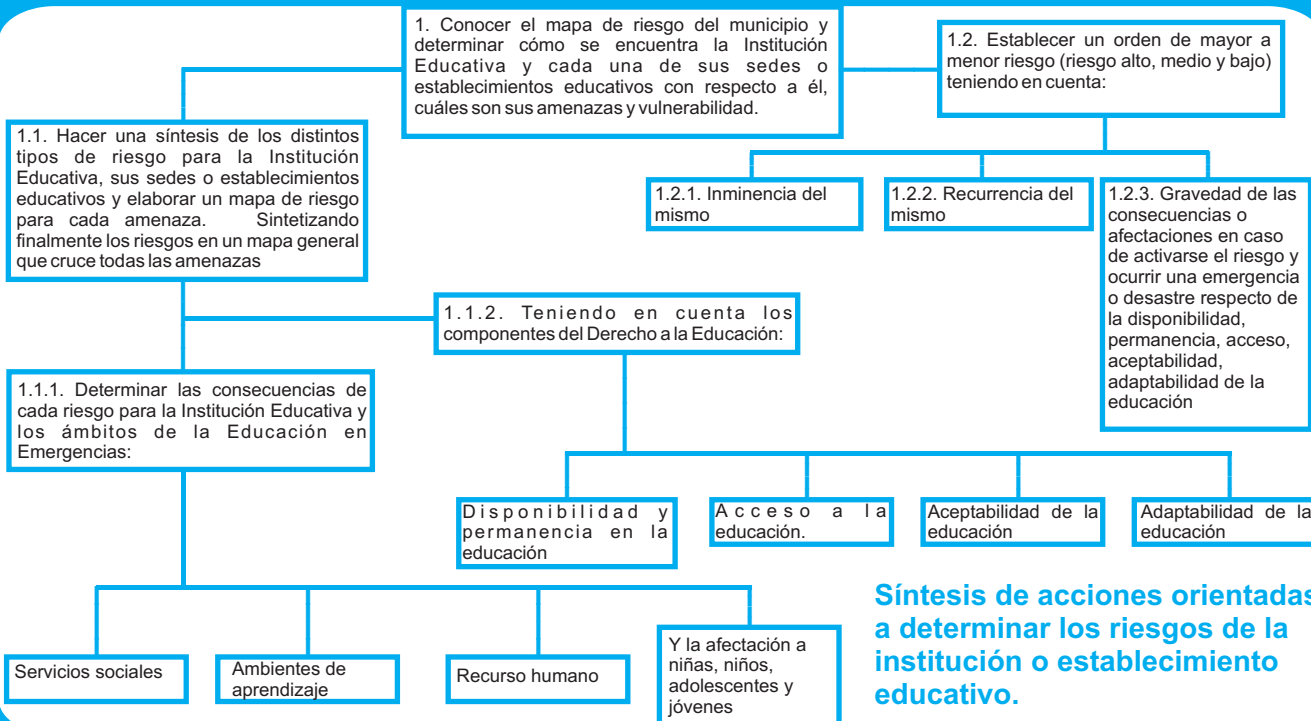 1. Conocer el mapa de riesgo del municipio y
determinar cómo se encuentra la Institución
Educativa y cada una de sus sedes o
establecimientos educativos con respecto a él,
cuáles son sus amenazas y vulnerabilidad.
1.2. Establecer un orden de mayor a
menor riesgo (riesgo alto, medio y bajo)
teniendo en cuenta:
1.1. Hacer una síntesis de los distintos
tipos de riesgo para la Institución
Educativa, sus sedes o establecimientos
educativos y elaborar un mapa de riesgo
para cada amenaza. Sintetizando
finalmente los riesgos en un mapa general
que cruce todas las amenazas
1.2.1. Inminencia del
mismo
1.2.2. Recurrencia del
mismo
1.2.3. Gravedad de las
consecuencias o
afectaciones en caso
de activarse el riesgo y
ocurrir una emergencia
o desastre respecto de
la disponibilidad,
permanencia, acceso,
aceptabilidad,
adaptabilidad de la
educación
1.1.2. Teniendo en cuenta los
componentes del Derecho a la Educación:
1.1.1. Determinar las consecuencias de
cada riesgo para la Institución Educativa y
los ámbitos de la Educación en
Emergencias:
Disponibilidad y
permanencia en la
educación
Acceso a la
educación.
Aceptabilidad de la
educación
Adaptabilidad de la
educación
Servicios sociales
Ambientes de
aprendizaje
Recurso humano
Y la afectación a
niñas, niños,
adolescentes y
jóvenes
Síntesis de acciones orientadas
a determinar los riesgos de la
institución o establecimiento
educativo.